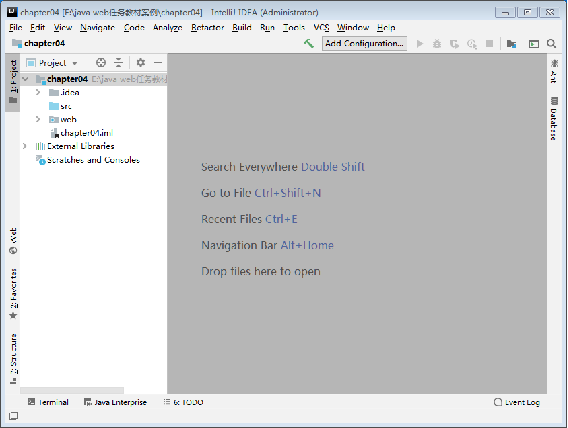 chapter04 [E:\java web任务教材案例\chapter04] - IntelliJ IDEA (Administrator)
File Edit View Navigate Code Analyze Refactor Build Run Tools VCS Window Help
chapter04
Add Configuration...
1: Project
Project
chapter04 E:\java web任务教材
.idea
src
web
chapter04.iml
External Libraries
Scratches and Consoles
Search Everywhere Double Shift
Go to File Ctrl+Shift+N
Recent Files Ctrl+E
Navigation Bar Alt+Home
Drop files here to open
Ant
Database
Web
2: Favorites
7: Structure
Terminal Java Enterprise 6: TODO Event Log